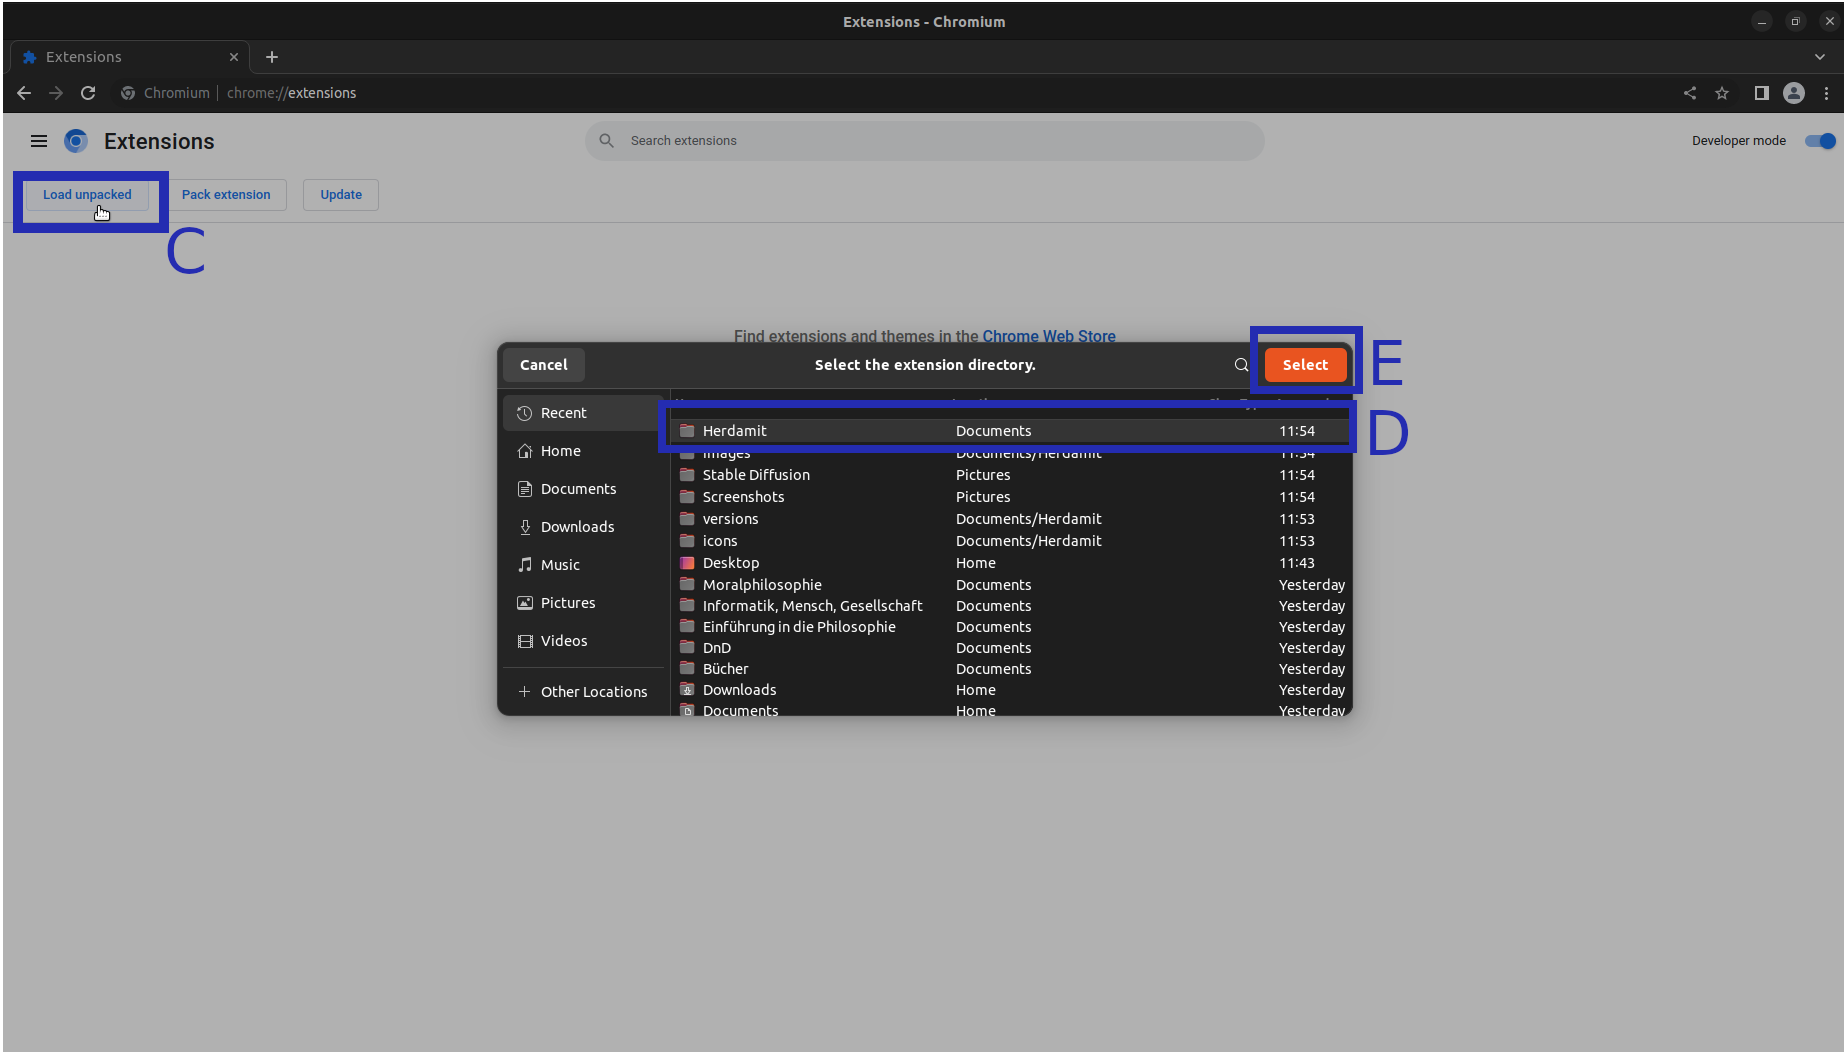 Extensions - Chromium
Extensions
Chromium | chrome://extensions
Extensions
Search extensions
Developer mode
Load unpacked
Pack extension
Update
C
Find extensions and themes in the Chrome Web Store
Cancel
Select the extension directory.
Select
E
Recent
Home
Documents
Downloads
Music
Pictures
Videos
Other Locations
Herdamit Documents 11:54
D
images Documents/Herdamit 11:54
Stable Diffusion Pictures 11:54
Screenshots Pictures 11:54
versions Documents/Herdamit 11:53
icons Documents/Herdamit 11:53
Desktop Home 11:43
Moralphilosophie Documents Yesterday
Informatik, Mensch, Gesellschaft Documents Yesterday
Einführung in die Philosophie Documents Yesterday
DnD Documents Yesterday
Bücher Documents Yesterday
Downloads Home Yesterday
Documents Home Yesterday